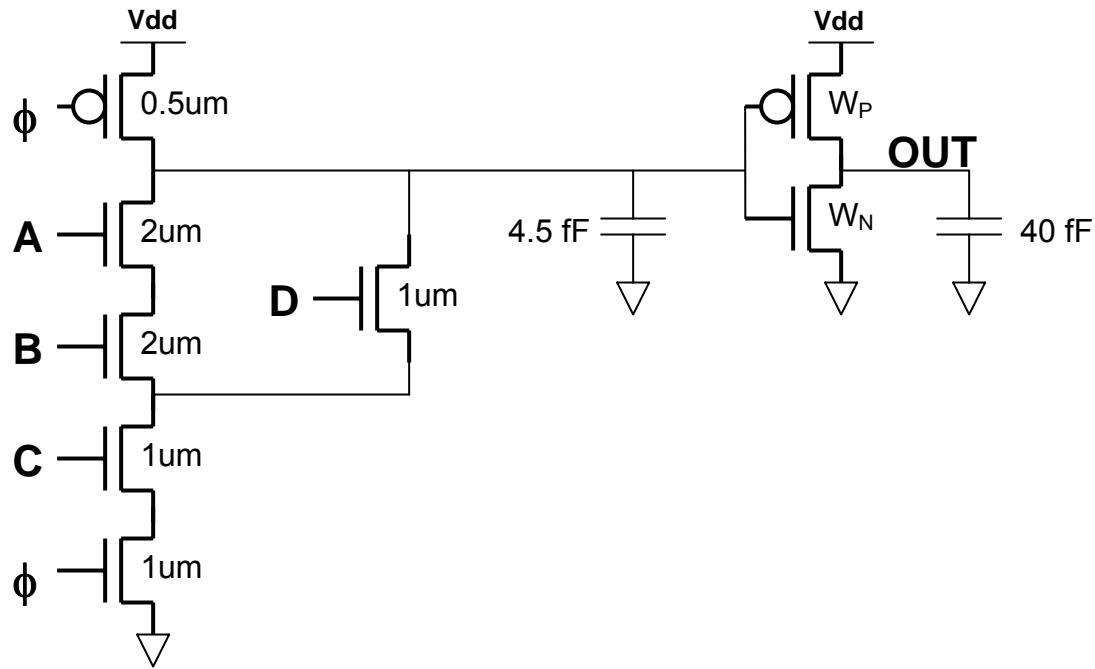 Vdd
Vdd
ϕ
0.5um
W_P
OUT
A
2um
4.5 fF
W_N
40 fF
D
1um
B
2um
C
1um
ϕ
1um